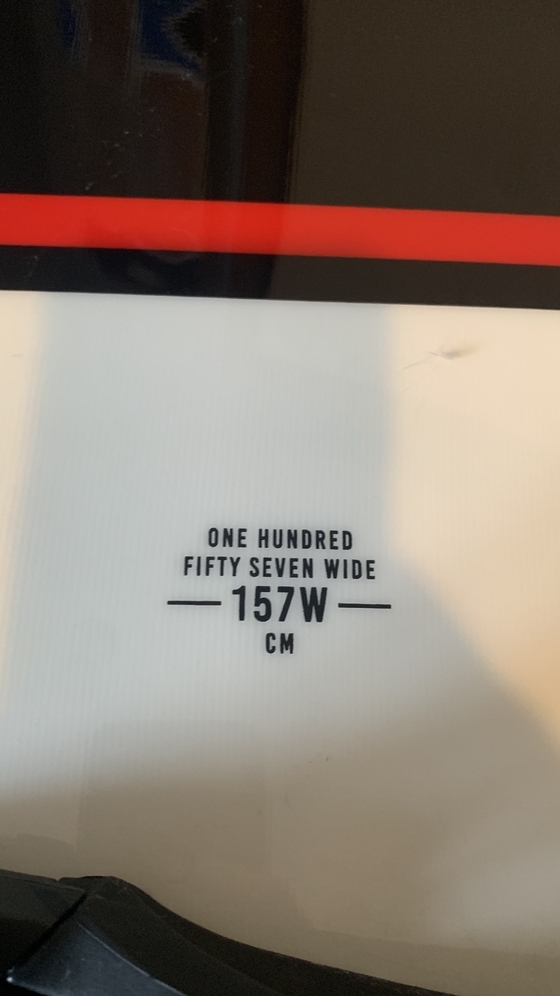 ONE HUNDRED
FIFTY SEVEN WIDE
157W
CM